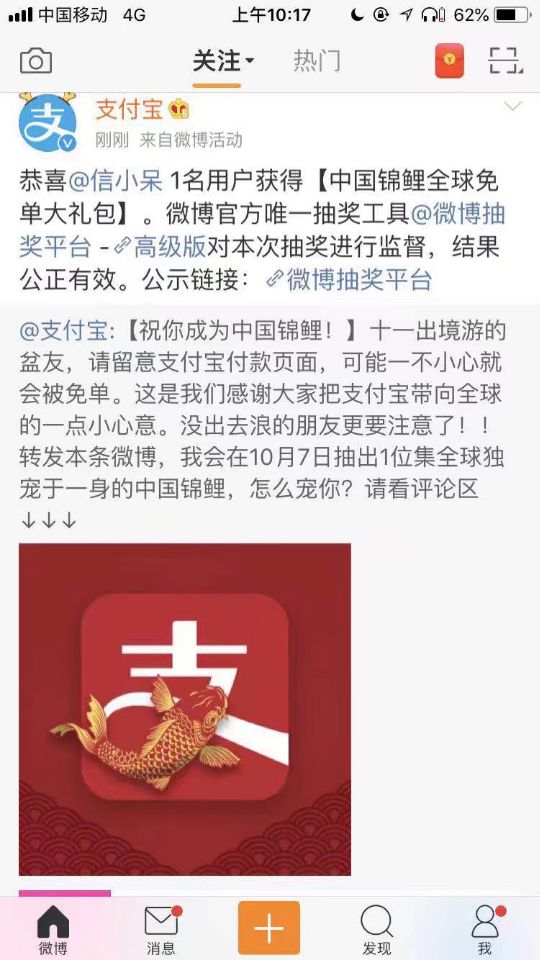 中国移动 4G 上午10:17 62%
关注 热门
支付宝
刚刚 来自微博活动
恭喜@信小呆 1名用户获得【中国锦鲤全球免
单大礼包】。微博官方唯一抽奖工具@微博抽
奖平台 -高级版对本次抽奖进行监督，结果
公正有效。公示链接：微博抽奖平台
@支付宝:【祝你成为中国锦鲤！】十一出境游的
盆友，请留意支付宝付款页面，可能一不小心就
会被免单。这是我们感谢大家把支付宝带向全球
的一点小心意。没出去浪的朋友更要注意了！！
转发本条微博，我会在10月7日抽出1位集全球独
宠于一身的中国锦鲤，怎么宠你？请看评论区
↓↓↓
支
微博 消息 发现 我